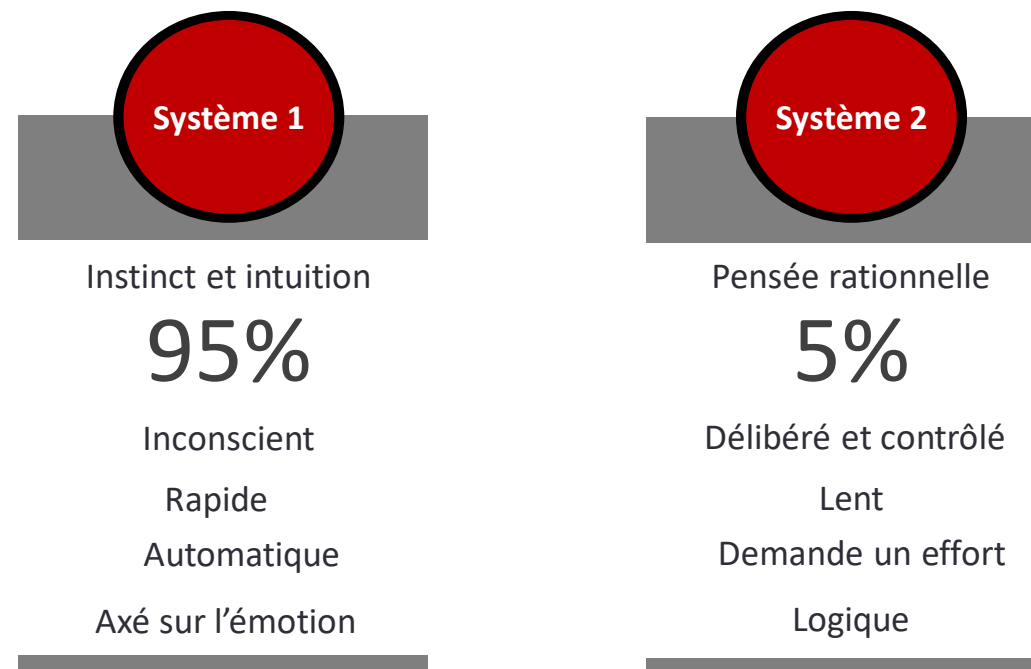 Système 1
Instinct et intuition
95%
Inconscient
Rapide
Automatique
Axé sur l’émotion
Système 2
Pensée rationnelle
5%
Délibéré et contrôlé
Lent
Demande un effort
Logique